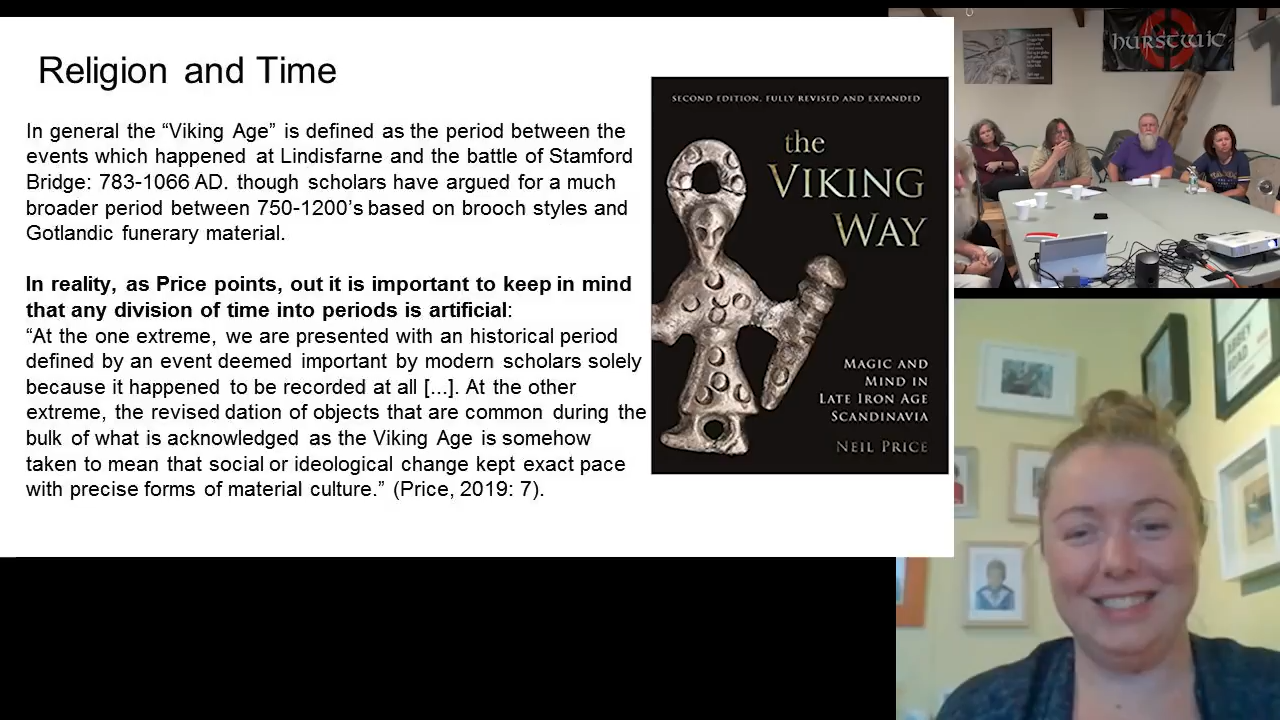 Religion and Time
In general the “Viking Age” is defined as the period between the
events which happened at Lindisfarne and the battle of Stamford
Bridge: 783-1066 AD. though scholars have argued for a much
broader period between 750-1200’s based on brooch styles and
Gotlandic funerary material.
In reality, as Price points, out it is important to keep in mind
that any division of time into periods is artificial:
“At the one extreme, we are presented with an historical period
defined by an event deemed important by modern scholars solely
because it happened to be recorded at all [...]. At the other
extreme, the revised dation of objects that are common during the
bulk of what is acknowledged as the Viking Age is somehow
taken to mean that social or ideological change kept exact pace
with precise forms of material culture.” (Price, 2019: 7).
SECOND EDITION, FULLY REVISED AND EXPANDED
the
VIKING
WAY
MAGIC AND
MIND IN
LATE IRON AGE
SCANDINAVIA
NEIL PRICE
hurstwic
ABBEY
ROAD